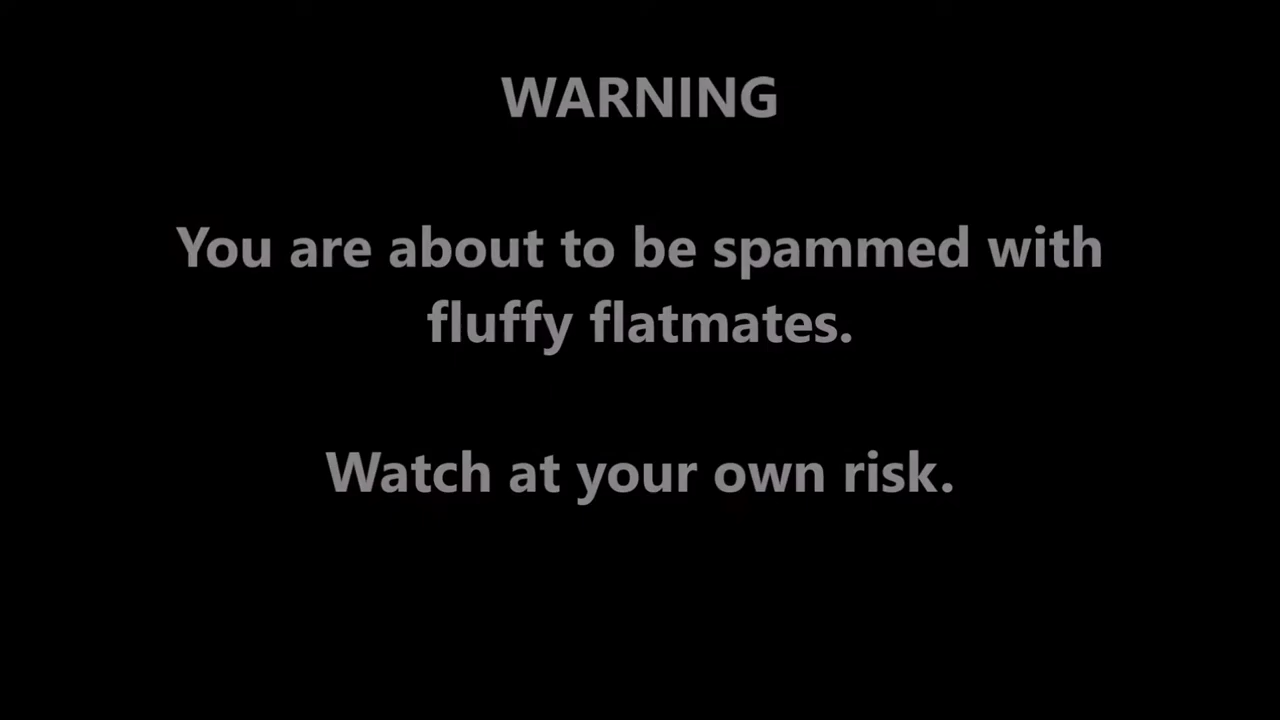 WARNING
You are about to be spammed with
fluffy flatmates.
Watch at your own risk.